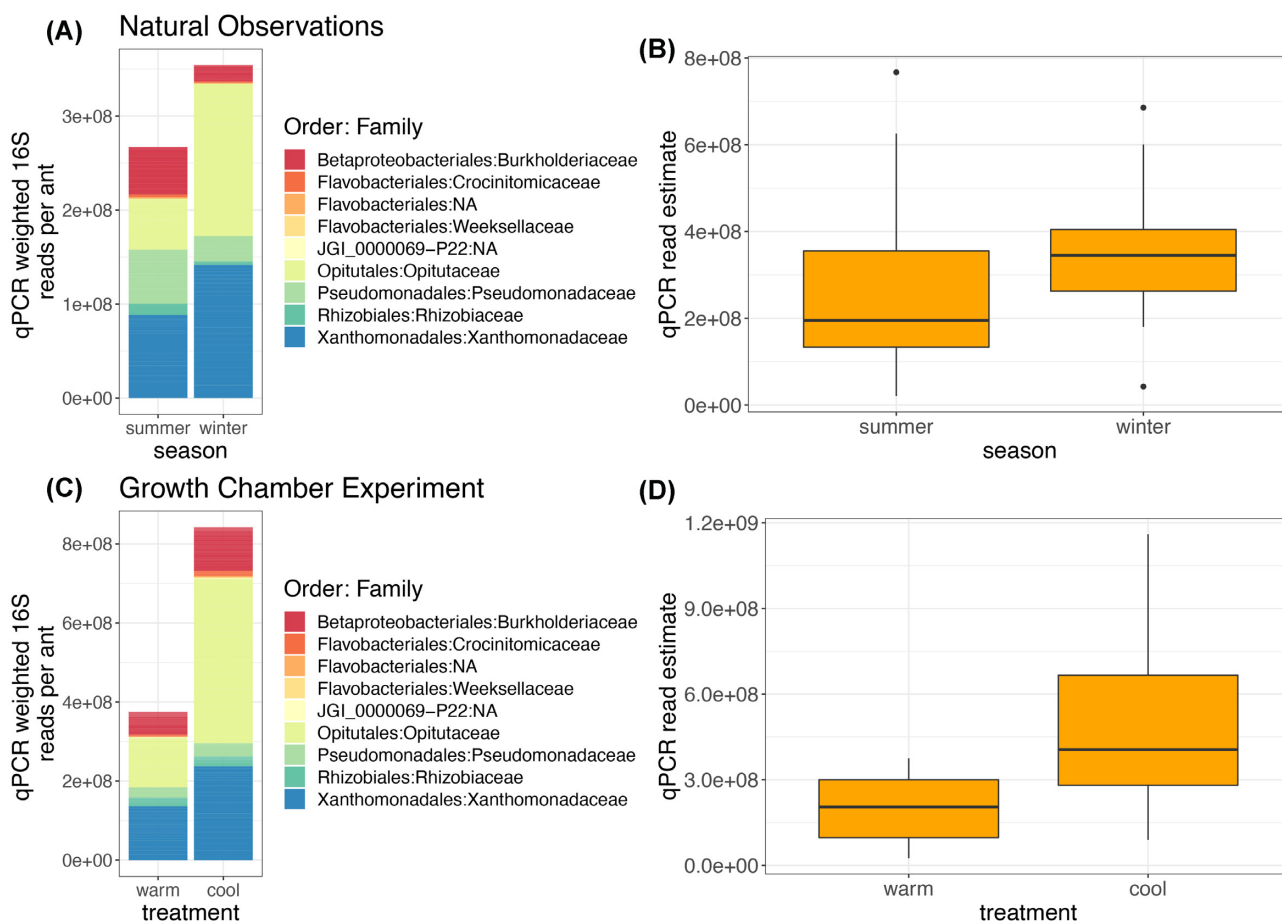 (A) Natural Observations
qPCR weighted 16S
reads per ant
3e+08
2e+08
1e+08
0e+00
summer winter
season
Order: Family
Betaproteobacteriales:Burkholderiaceae
Flavobacteriales:Crocinitomicaceae
Flavobacteriales:NA
Flavobacteriales:Weeksellaceae
JGI_0000069−P22:NA
Opitutales:Opitutaceae
Pseudomonadales:Pseudomonadaceae
Rhizobiales:Rhizobiaceae
Xanthomonadales:Xanthomonadaceae
(B)
qPCR read estimate
8e+08
6e+08
4e+08
2e+08
0e+00
summer winter
season
(C) Growth Chamber Experiment
qPCR weighted 16S
reads per ant
8e+08
6e+08
4e+08
2e+08
0e+00
warm cool
treatment
Order: Family
Betaproteobacteriales:Burkholderiaceae
Flavobacteriales:Crocinitomicaceae
Flavobacteriales:NA
Flavobacteriales:Weeksellaceae
JGI_0000069−P22:NA
Opitutales:Opitutaceae
Pseudomonadales:Pseudomonadaceae
Rhizobiales:Rhizobiaceae
Xanthomonadales:Xanthomonadaceae
(D)
qPCR read estimate
1.2e+09
9.0e+08
6.0e+08
3.0e+08
0.0e+00
warm cool
treatment